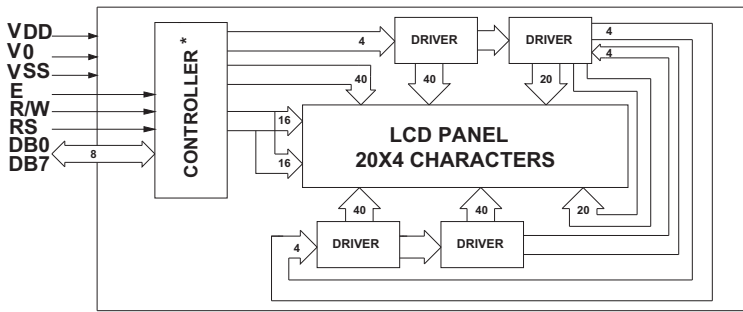 VDD
V0
VSS
E
R/W
RS
DB0
DB7
8
CONTROLLER*
4
DRIVER
DRIVER
4
4
40
40
20
16
16
LCD PANEL
20X4 CHARACTERS
40
40
20
4
DRIVER
DRIVER